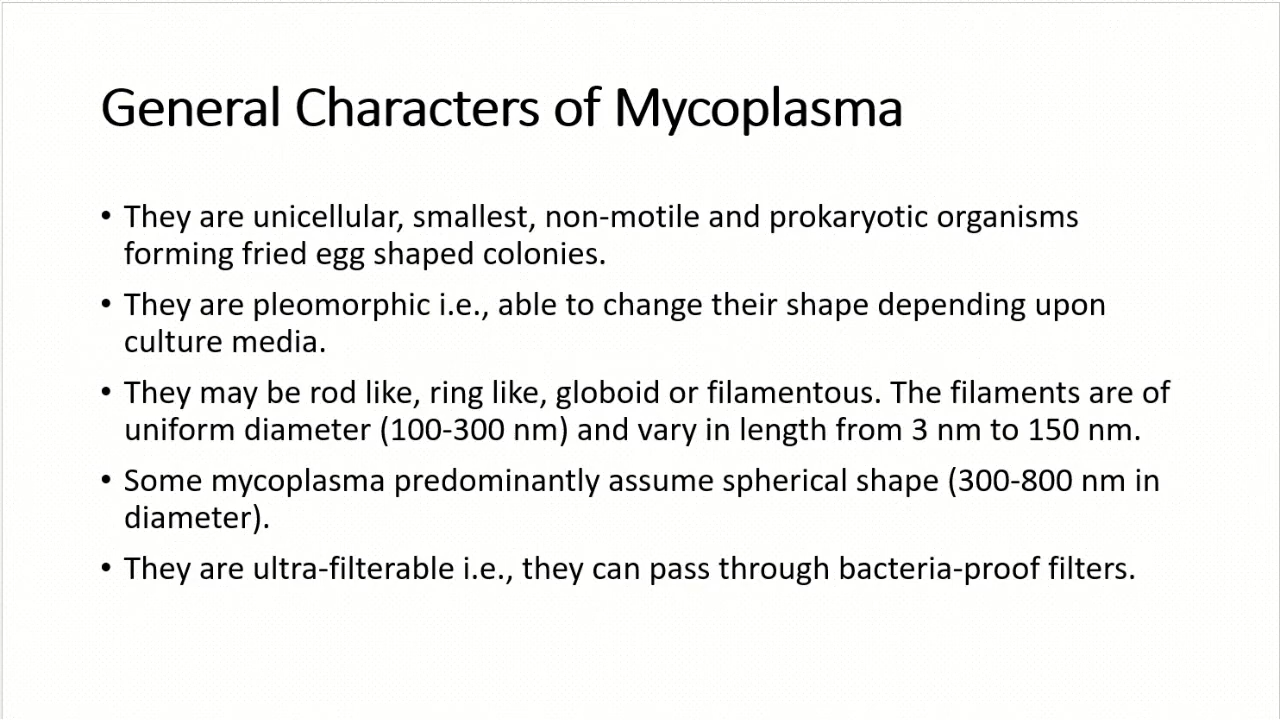 General Characters of Mycoplasma
• They are unicellular, smallest, non-motile and prokaryotic organisms
forming fried egg shaped colonies.
• They are pleomorphic i.e., able to change their shape depending upon
culture media.
• They may be rod like, ring like, globoid or filamentous. The filaments are of
uniform diameter (100-300 nm) and vary in length from 3 nm to 150 nm.
• Some mycoplasma predominantly assume spherical shape (300-800 nm in
diameter).
• They are ultra-filterable i.e., they can pass through bacteria-proof filters.